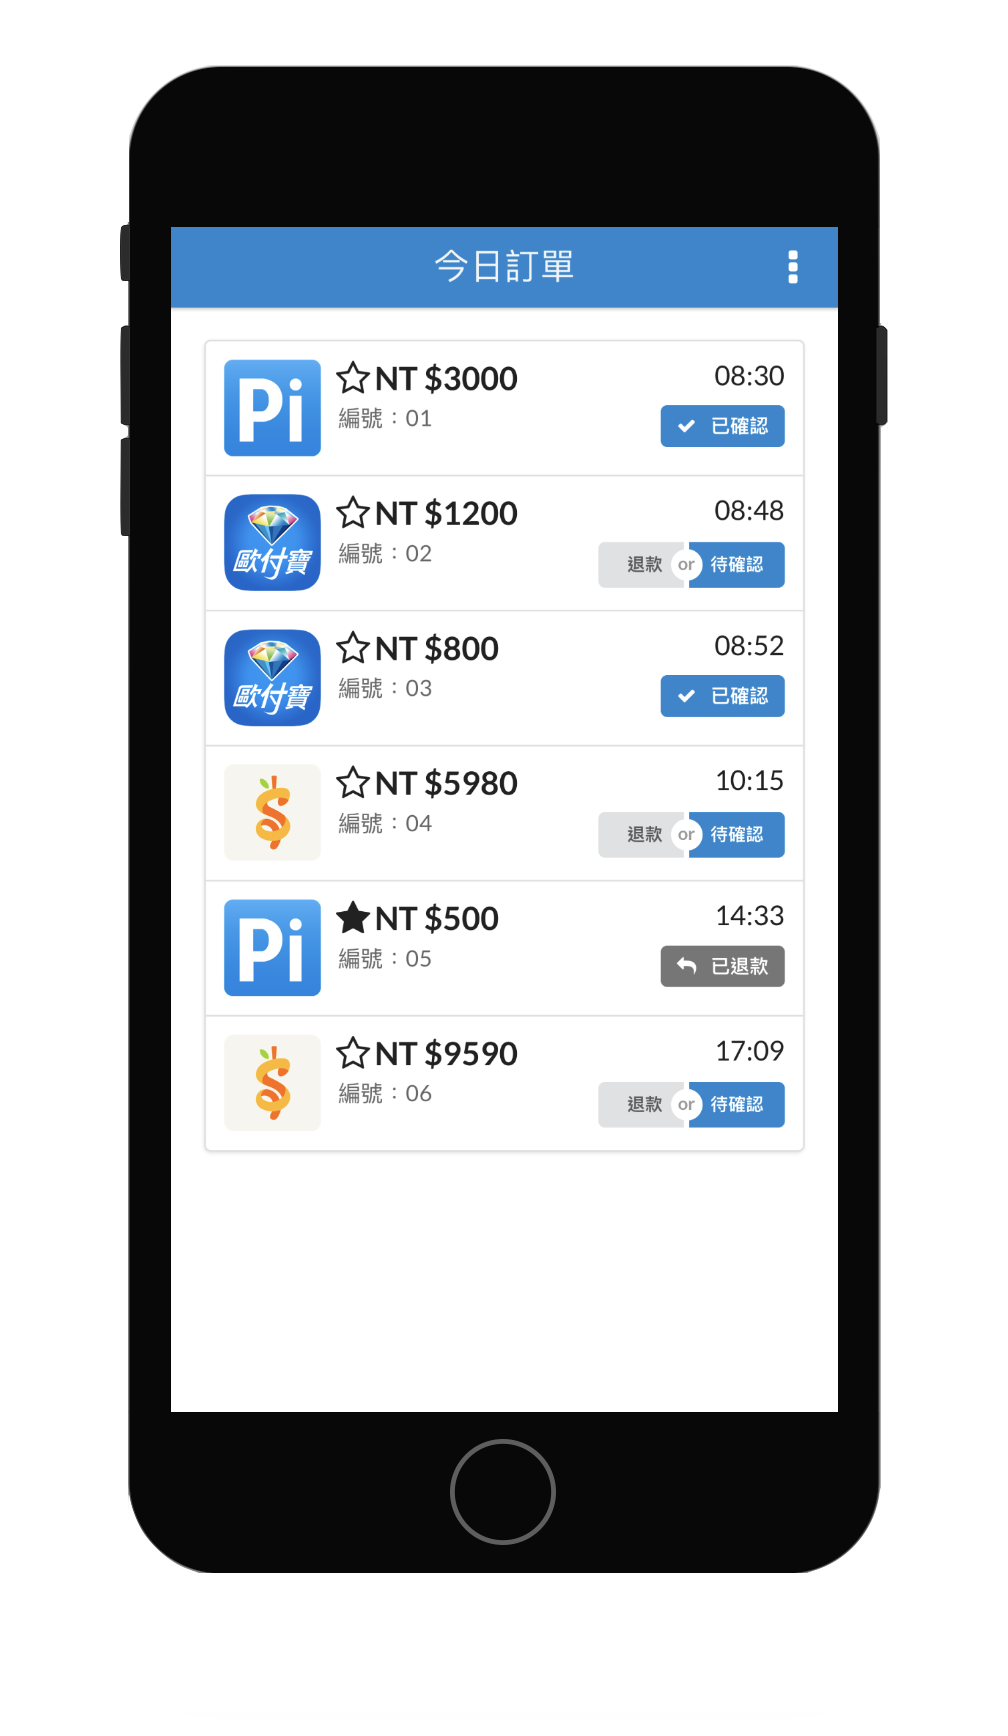 今日訂單
Pi
NT $3000
08:30
編號：01
已確認
歐付寶
NT $1200
08:48
編號：02
退款 or 待確認
歐付寶
NT $800
08:52
編號：03
已確認
NT $5980
10:15
編號：04
退款 or 待確認
Pi
NT $500
14:33
編號：05
已退款
NT $9590
17:09
編號：06
退款 or 待確認